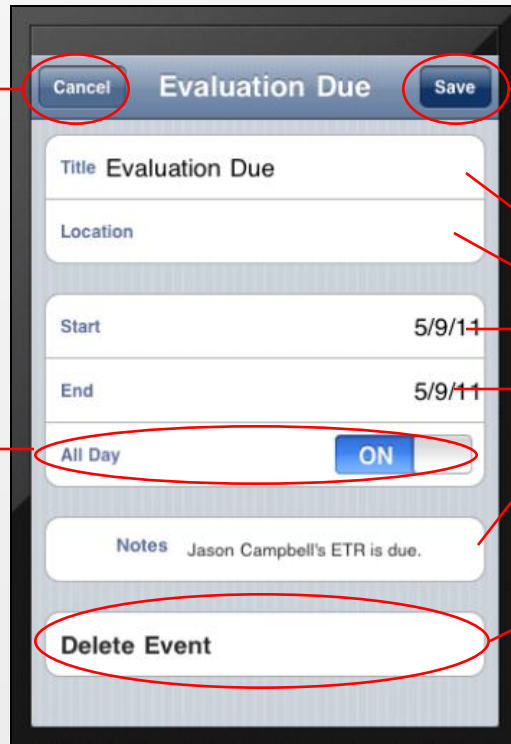 Cancel Evaluation Due Save
Title Evaluation Due
Location
Start 5/9/11
End 5/9/11
All Day ON
Notes Jason Campbell's ETR is due.
Delete Event